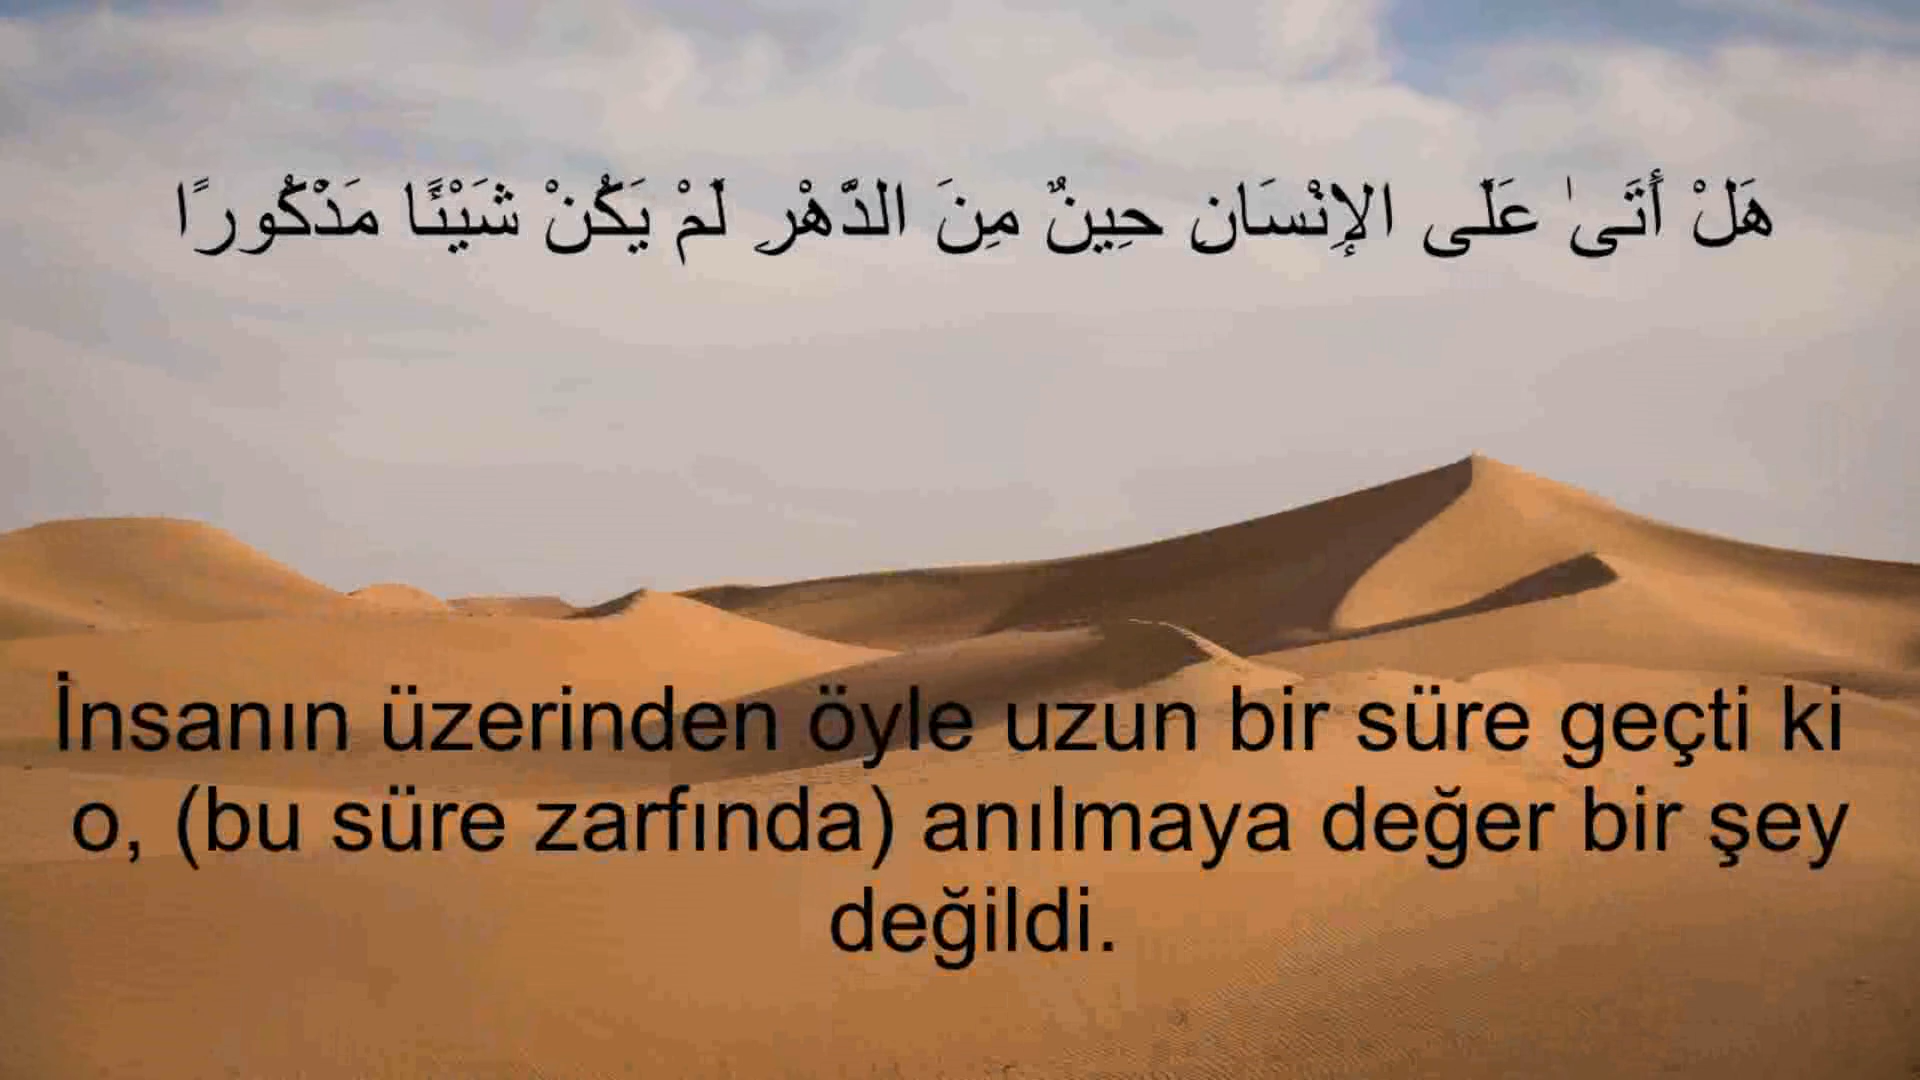 هَلْ أَتَىٰ عَلَى الإِنْسَانِ حِينٌ مِنَ الدَّهْرِ لَمْ يَكُنْ شَيْئًا مَذْكُورًا
İnsanın üzerinden öyle uzun bir süre geçti ki
o, (bu süre zarfında) anılmaya değer bir şey
değildi.